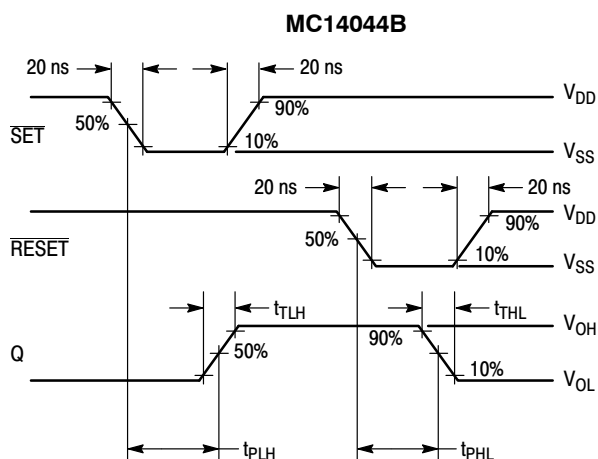 MC14044B
20 ns
20 ns
90%
V_DD
50%
SET
10%
V_SS
20 ns
20 ns
V_DD
90%
50%
RESET
10%
V_SS
t_TLH
t_THL
V_OH
90%
50%
Q
10%
V_OL
t_PLH
t_PHL